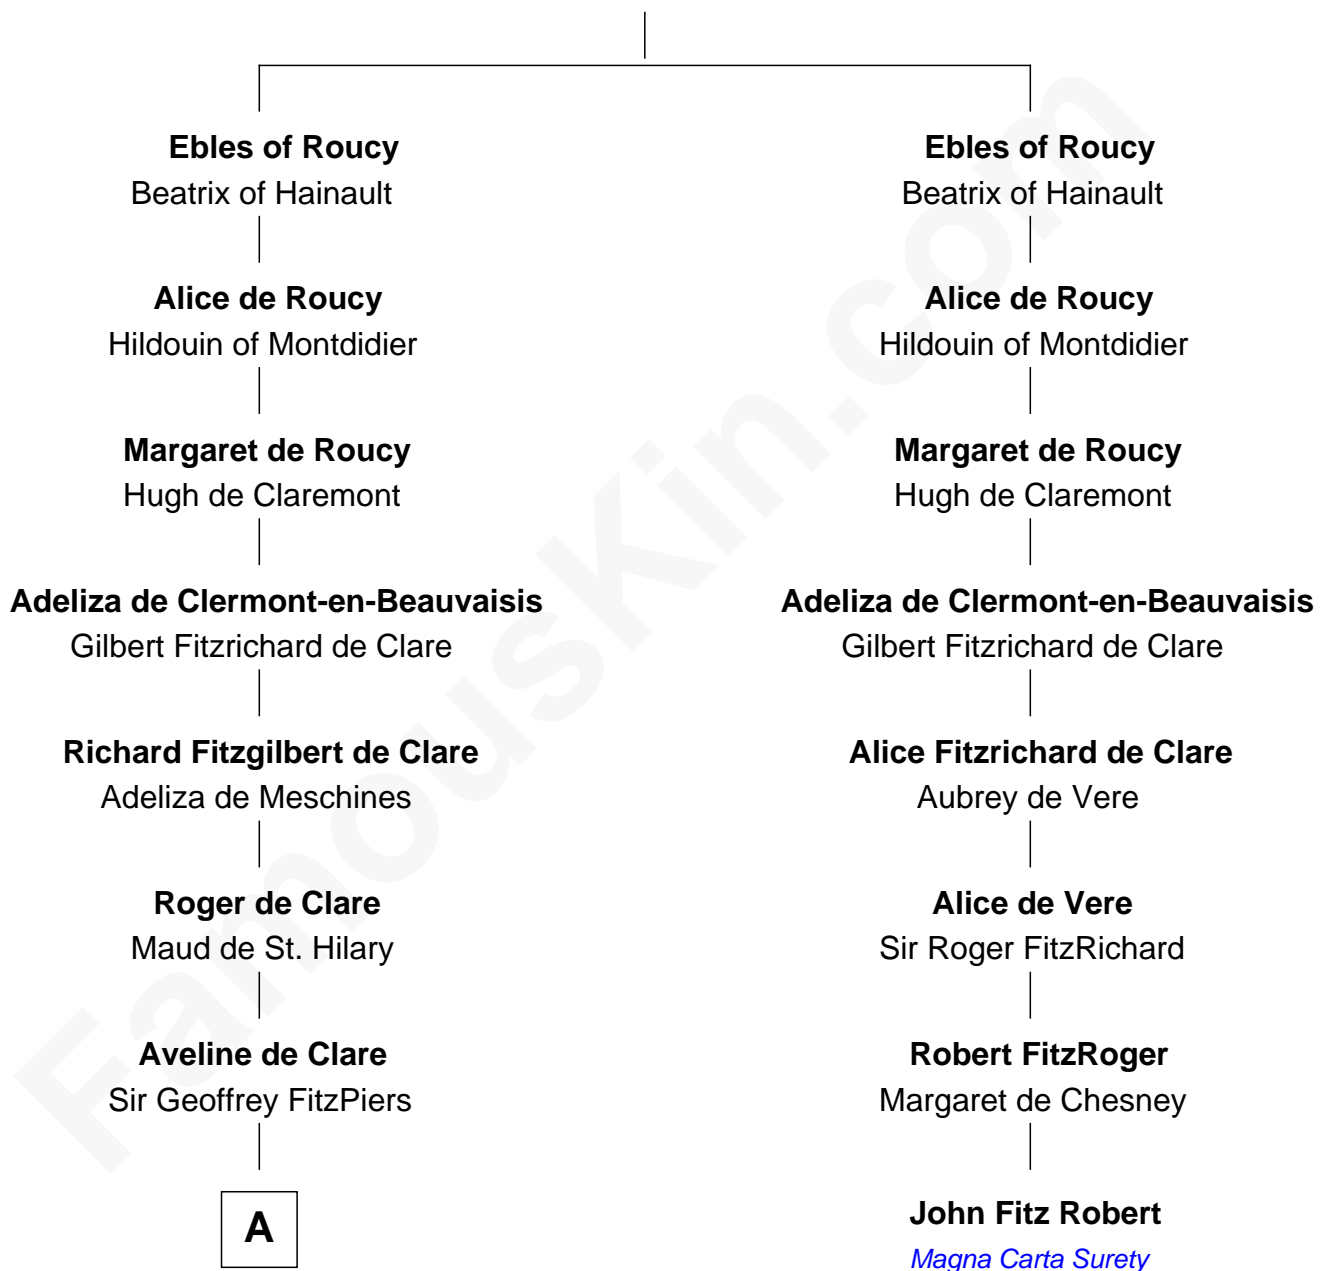 Ebles of Roucy
Beatrix of Hainault
Alice de Roucy
Hildouin of Montdidier
Margaret de Roucy
Hugh de Claremont
Adeliza de Clermont-en-Beauvaisis
Gilbert Fitzrichard de Clare
Richard Fitzgilbert de Clare
Adeliza de Meschines
Roger de Clare
Maud de St. Hilary
Aveline de Clare
Sir Geoffrey FitzPiers
A
Ebles of Roucy
Beatrix of Hainault
Alice de Roucy
Hildouin of Montdidier
Margaret de Roucy
Hugh de Claremont
Adeliza de Clermont-en-Beauvaisis
Gilbert Fitzrichard de Clare
Alice Fitzrichard de Clare
Aubrey de Vere
Alice de Vere
Sir Roger FitzRichard
Robert FitzRoger
Margaret de Chesney
John Fitz Robert
Magna Carta Surety
FamousKin.com